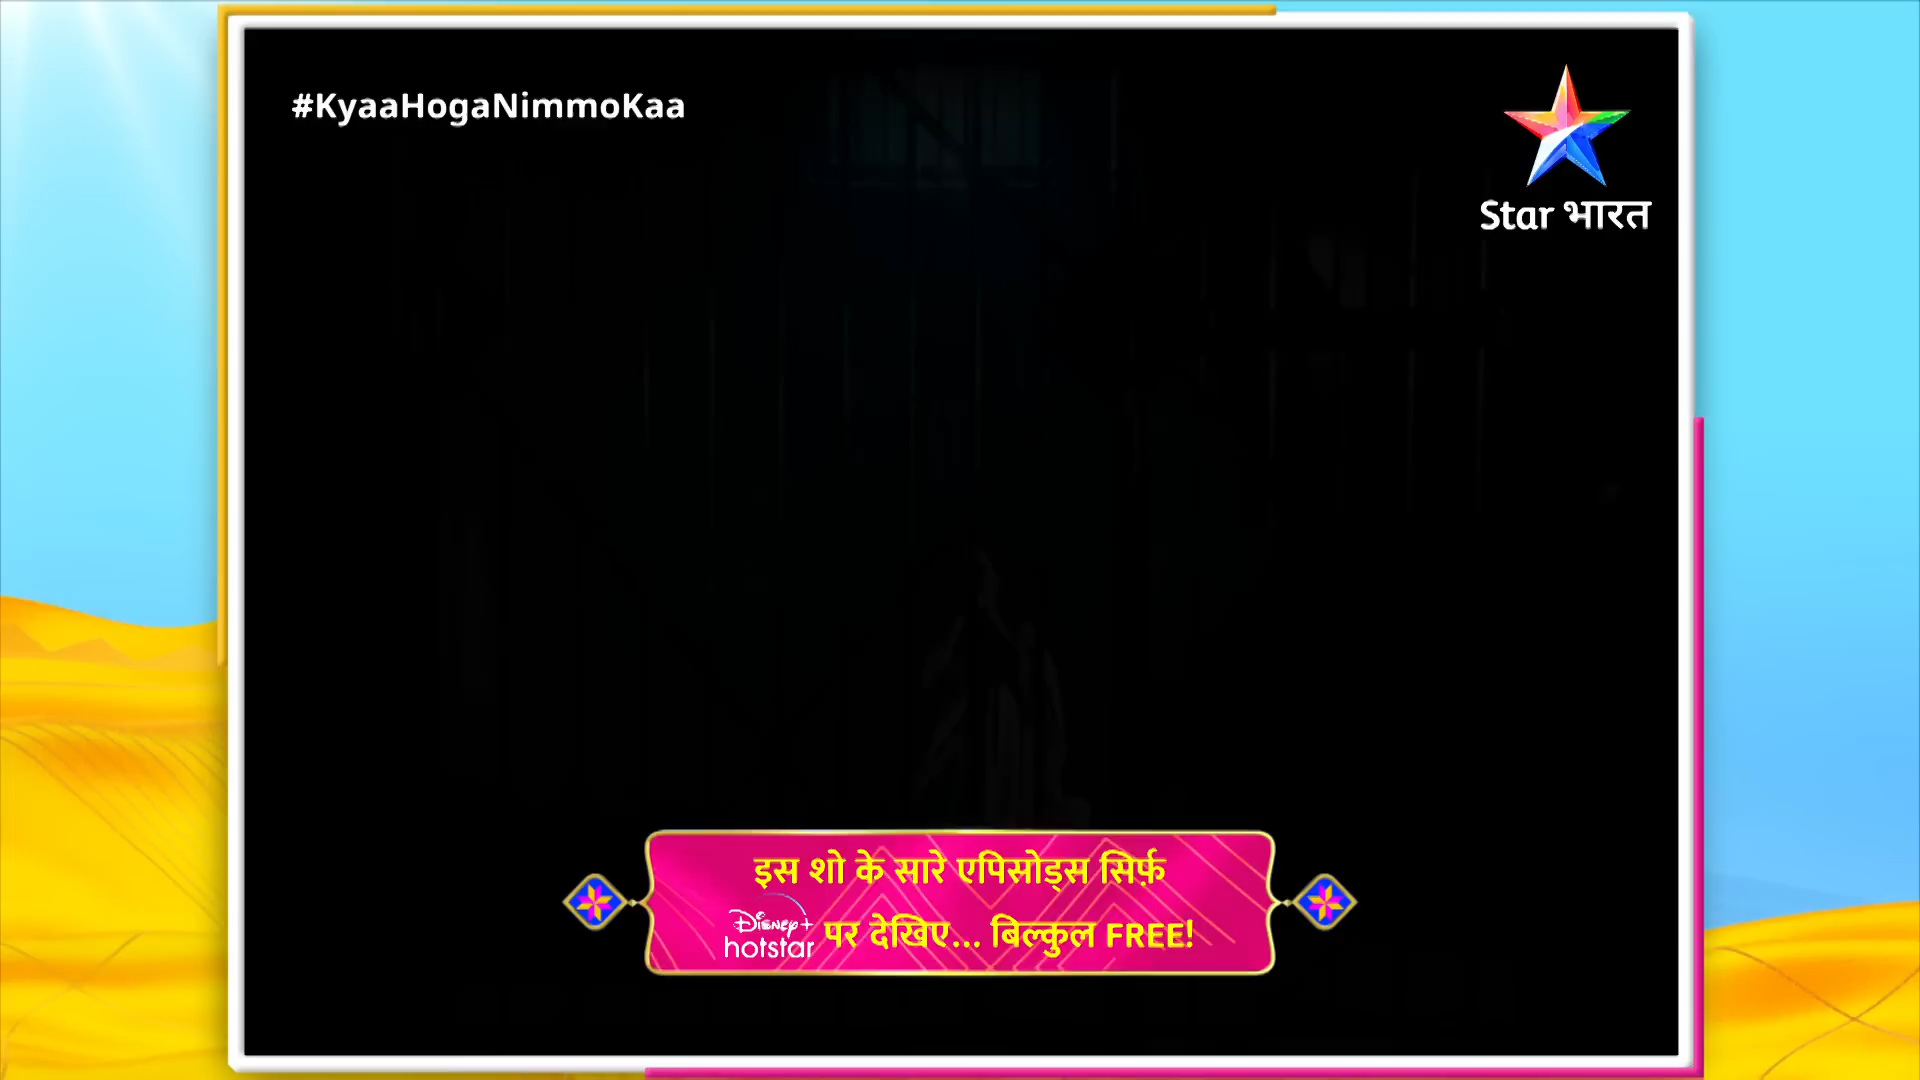 #KyaaHogaNimmoKaa
Star भारत
इस शो के सारे एपिसोड्स सिर्फ़
Disney+ hotstar पर देखिए... बिल्कुल FREE!